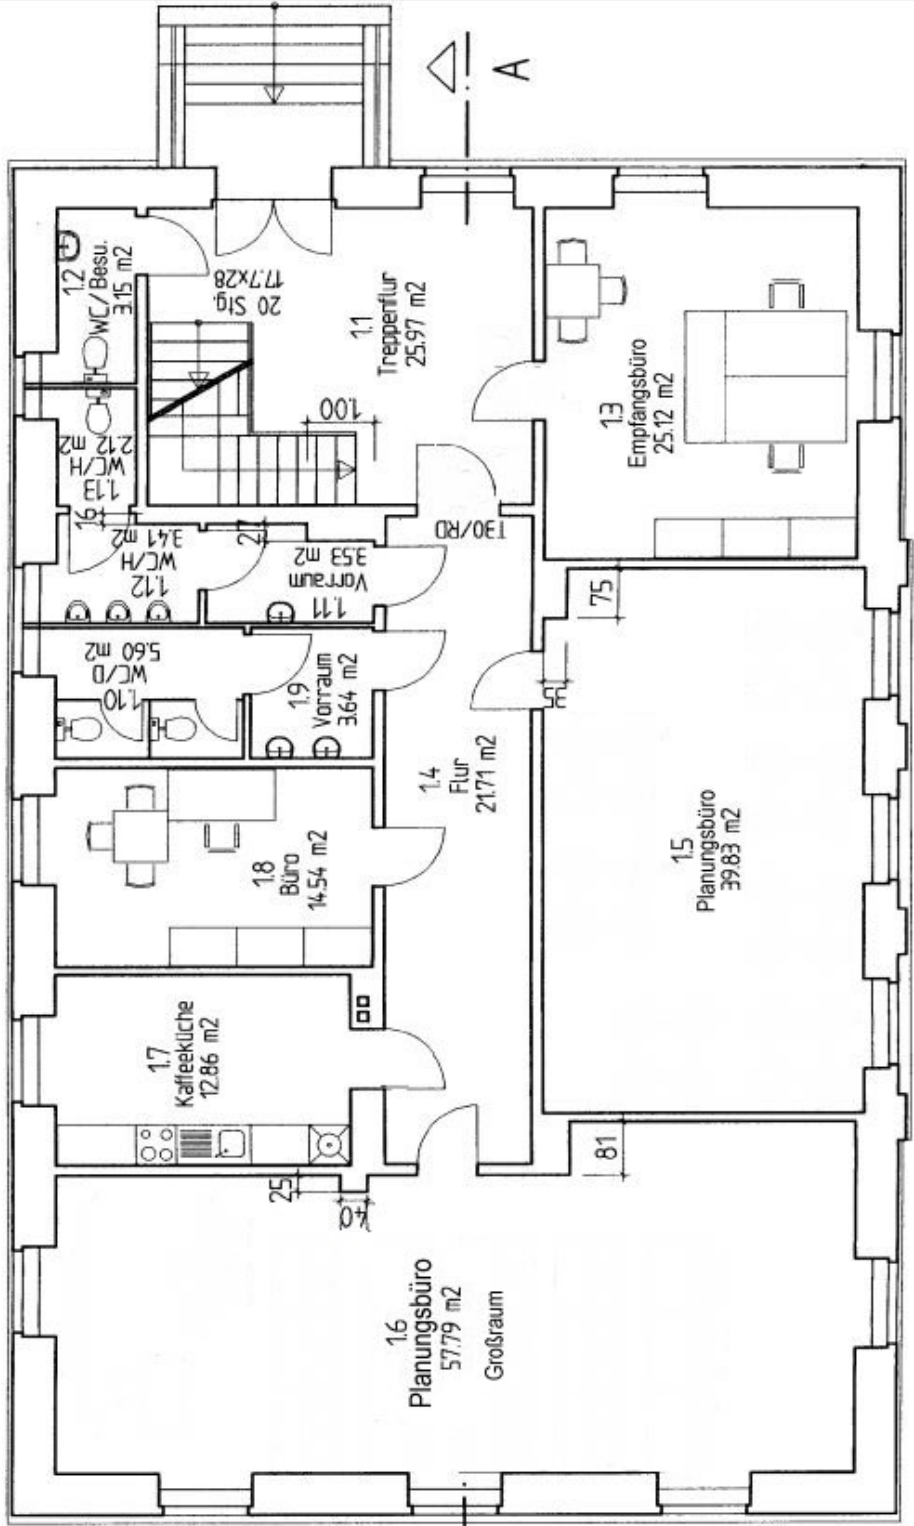 A
1.2
WC/Besu.
3.15 m2
20 Stg.
17.7x28
1.1
Treppenflur
25.97 m2
1.00
1.3
Empfangsbüro
25.12 m2
1.13
WC/H
2.12 m2
16
1.12
WC/H
3.41 m2
27
1.11
Vorraum
3.53 m2
T30/RD
75
35
1.10
WC/D
5.60 m2
1.9
Vorraum
3.64 m2
1.4
Flur
21.71 m2
1.5
Planungsbüro
39.83 m2
1.8
Büro
14.54 m2
1.7
Kaffeeküche
12.86 m2
25
40
81
1.6
Planungsbüro
57.79 m2
Großraum